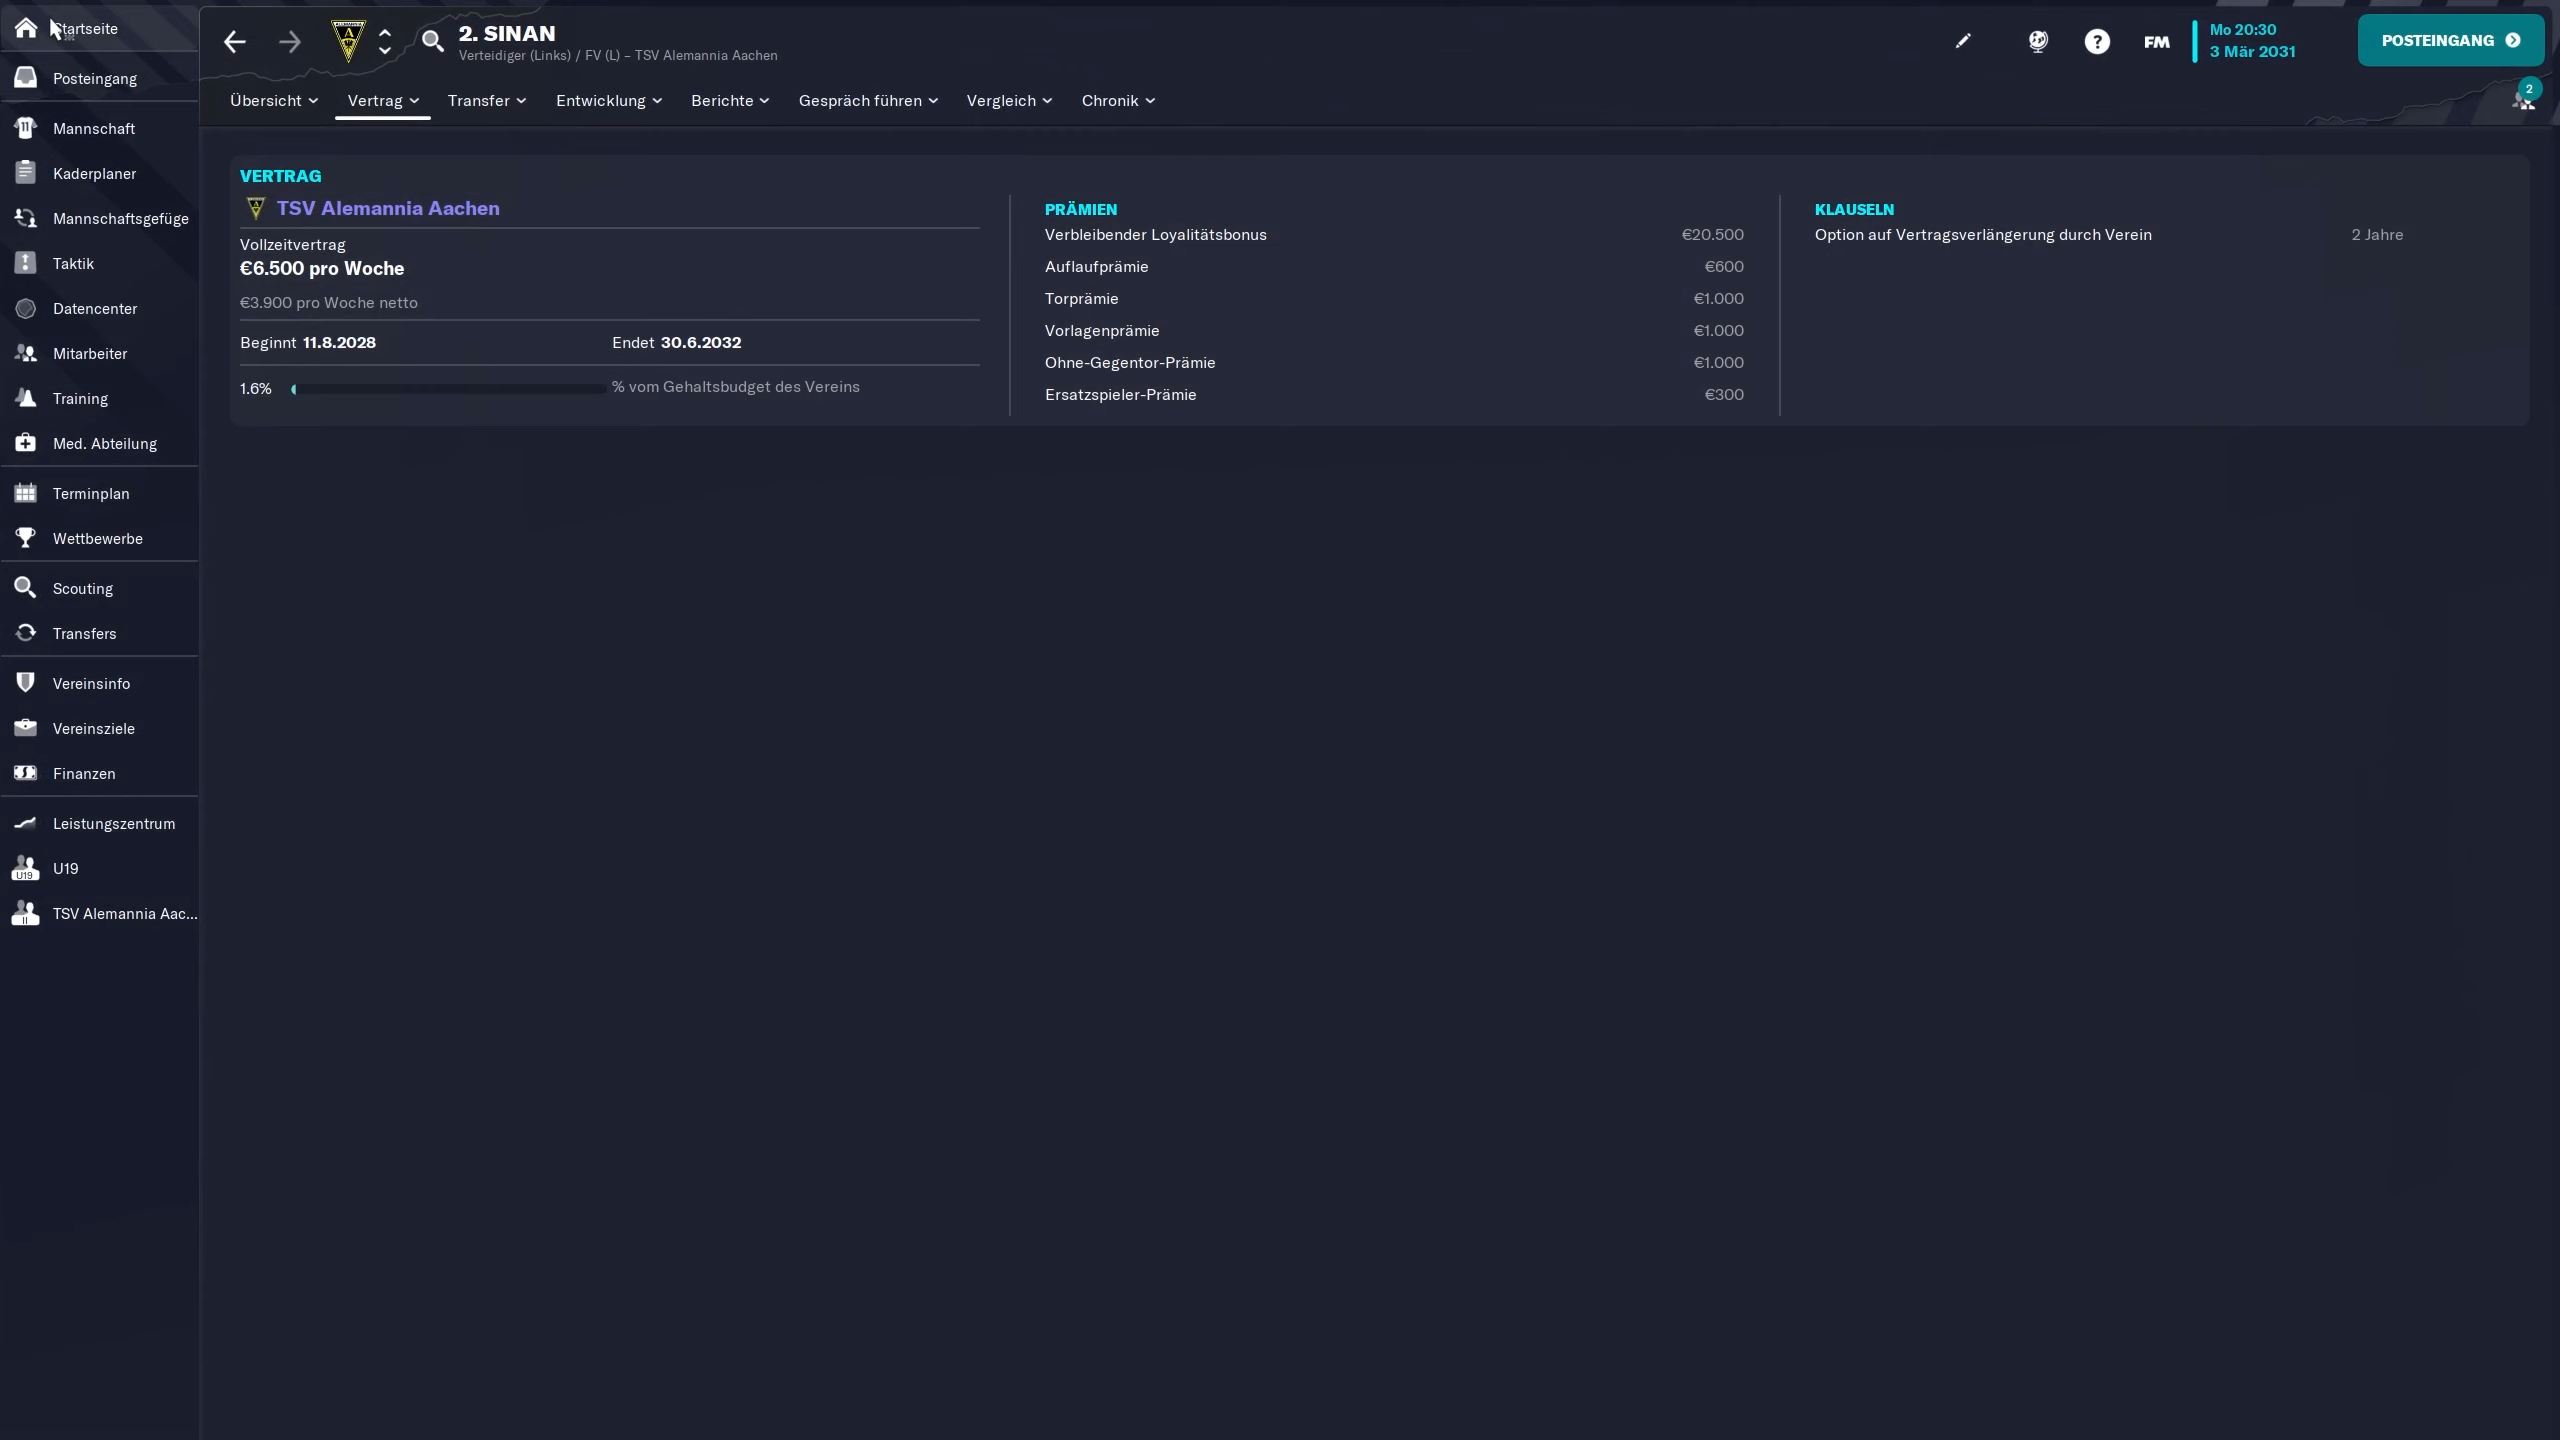 Startseite
Posteingang
Mannschaft
Kaderplaner
Mannschaftsgefüge
Taktik
Datencenter
Mitarbeiter
Training
Med. Abteilung
Terminplan
Wettbewerbe
Scouting
Transfers
Vereinsinfo
Vereinsziele
Finanzen
Leistungszentrum
U19
U19
TSV Alemannia Aac...
II
2. SINAN
Verteidiger (Links) / FV (L) – TSV Alemannia Aachen
?
FM
Mo 20:30
3 Mär 2031
POSTEINGANG
Übersicht Vertrag Transfer Entwicklung Berichte Gespräch führen Vergleich Chronik
2
VERTRAG
TSV Alemannia Aachen
Vollzeitvertrag
€6.500 pro Woche
€3.900 pro Woche netto
Beginnt 11.8.2028 Endet 30.6.2032
1.6% % vom Gehaltsbudget des Vereins
PRÄMIEN
Verbleibender Loyalitätsbonus €20.500
Auflaufprämie €600
Torprämie €1.000
Vorlagenprämie €1.000
Ohne-Gegentor-Prämie €1.000
Ersatzspieler-Prämie €300
KLAUSELN
Option auf Vertragsverlängerung durch Verein 2 Jahre